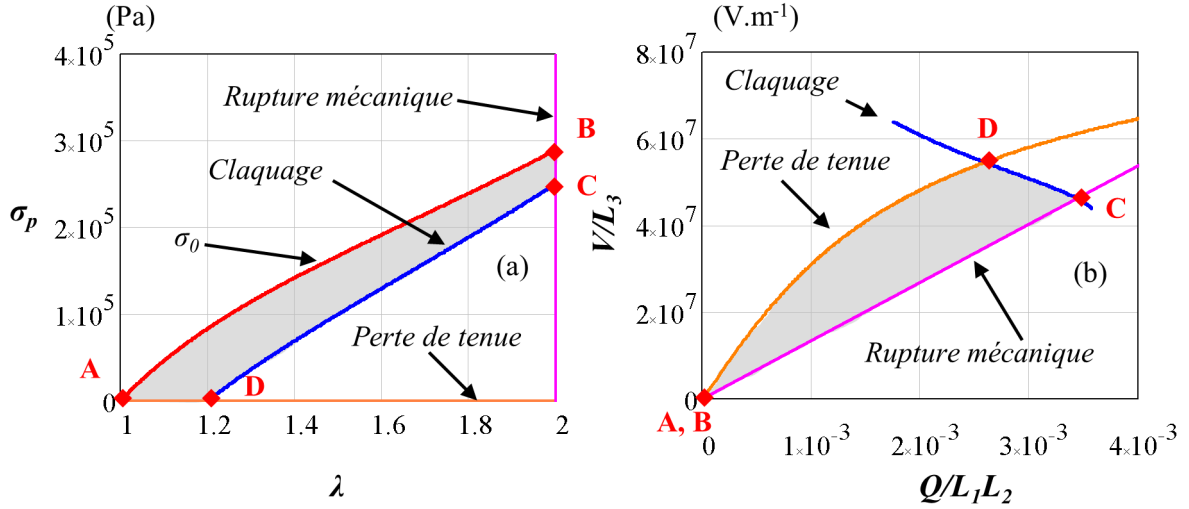 (Pa)
4×10⁵
3×10⁵
2×10⁵
1×10⁵
0
σₚ
Rupture mécanique
B
Claquage
C
σ₀
(a)
Perte de tenue
A
D
1 1.2 1.4 1.6 1.8 2
λ
(V.m⁻¹)
8×10⁷
6×10⁷
4×10⁷
2×10⁷
0
V/L₃
Claquage
D
Perte de tenue
C
(b)
Rupture mécanique
A, B
0 1×10⁻³ 2×10⁻³ 3×10⁻³ 4×10⁻³
Q/L₁L₂